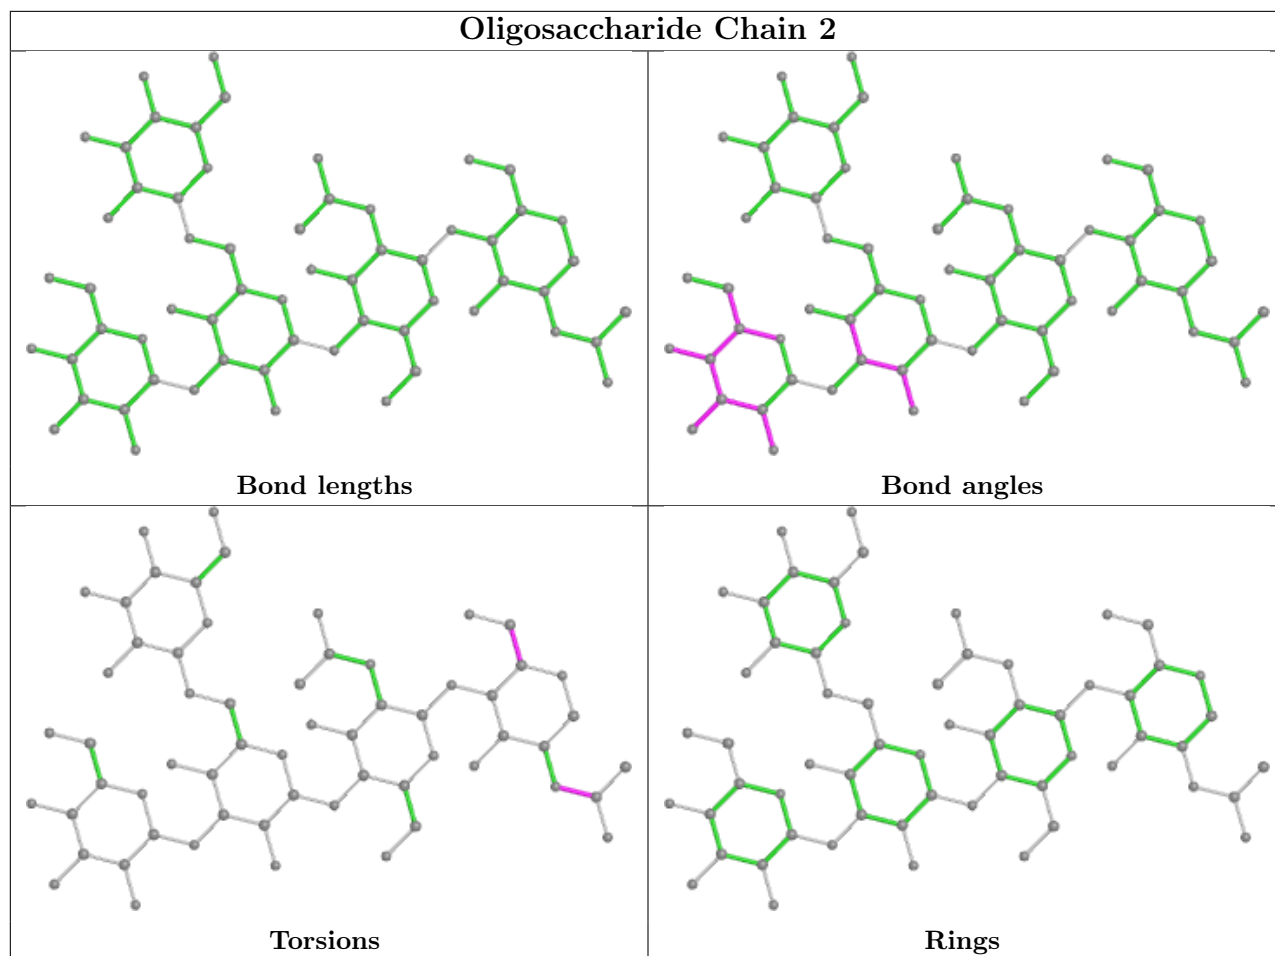 Oligosaccharide Chain 2
Bond lengths
Bond angles
Torsions
Rings